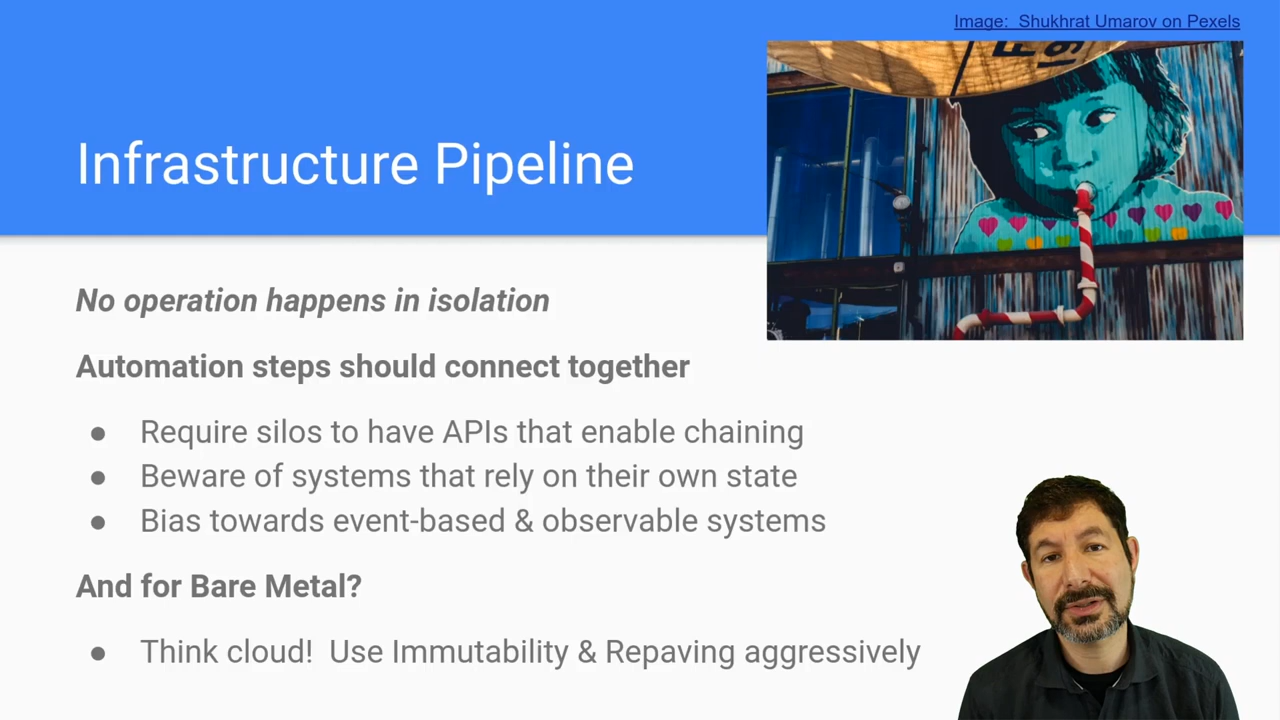 Image:  Shukhrat Umarov on Pexels
Infrastructure Pipeline
No operation happens in isolation
Automation steps should connect together
● Require silos to have APIs that enable chaining
● Beware of systems that rely on their own state
● Bias towards event-based & observable systems
And for Bare Metal?
● Think cloud!  Use Immutability & Repaving aggressively